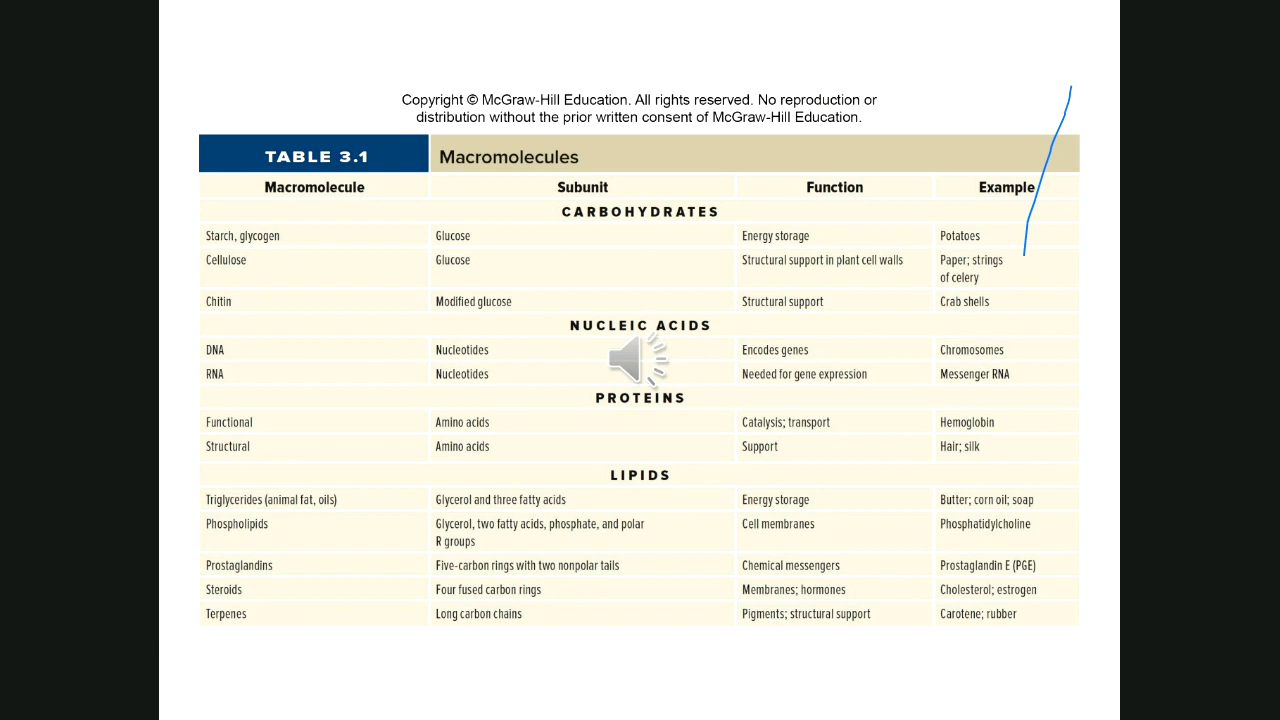 Copyright © McGraw-Hill Education. All rights reserved. No reproduction or
distribution without the prior written consent of McGraw-Hill Education.
TABLE 3.1 Macromolecules
Macromolecule Subunit Function Example
CARBOHYDRATES
Starch, glycogen Glucose Energy storage Potatoes
Cellulose Glucose Structural support in plant cell walls Paper; strings
of celery
Chitin Modified glucose Structural support Crab shells
NUCLEIC ACIDS
DNA Nucleotides Encodes genes Chromosomes
RNA Nucleotides Needed for gene expression Messenger RNA
PROTEINS
Functional Amino acids Catalysis; transport Hemoglobin
Structural Amino acids Support Hair; silk
LIPIDS
Triglycerides (animal fat, oils) Glycerol and three fatty acids Energy storage Butter; corn oil; soap
Phospholipids Glycerol, two fatty acids, phosphate, and polar Cell membranes Phosphatidylcholine
R groups
Prostaglandins Five-carbon rings with two nonpolar tails Chemical messengers Prostaglandin E (PGE)
Steroids Four fused carbon rings Membranes; hormones Cholesterol; estrogen
Terpenes Long carbon chains Pigments; structural support Carotene; rubber